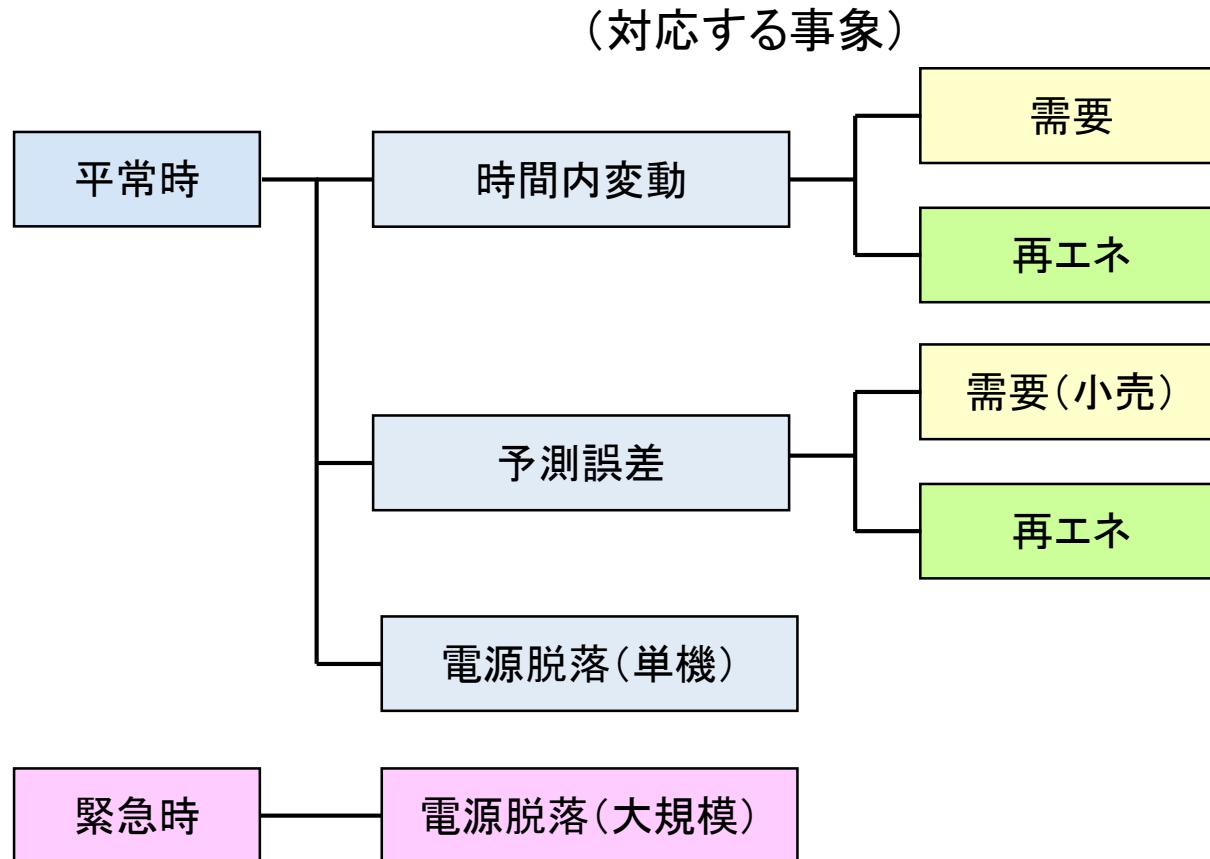 （対応する事象）
平常時
時間内変動
需要
再エネ
予測誤差
需要（小売）
再エネ
電源脱落（単機）
緊急時
電源脱落（大規模）